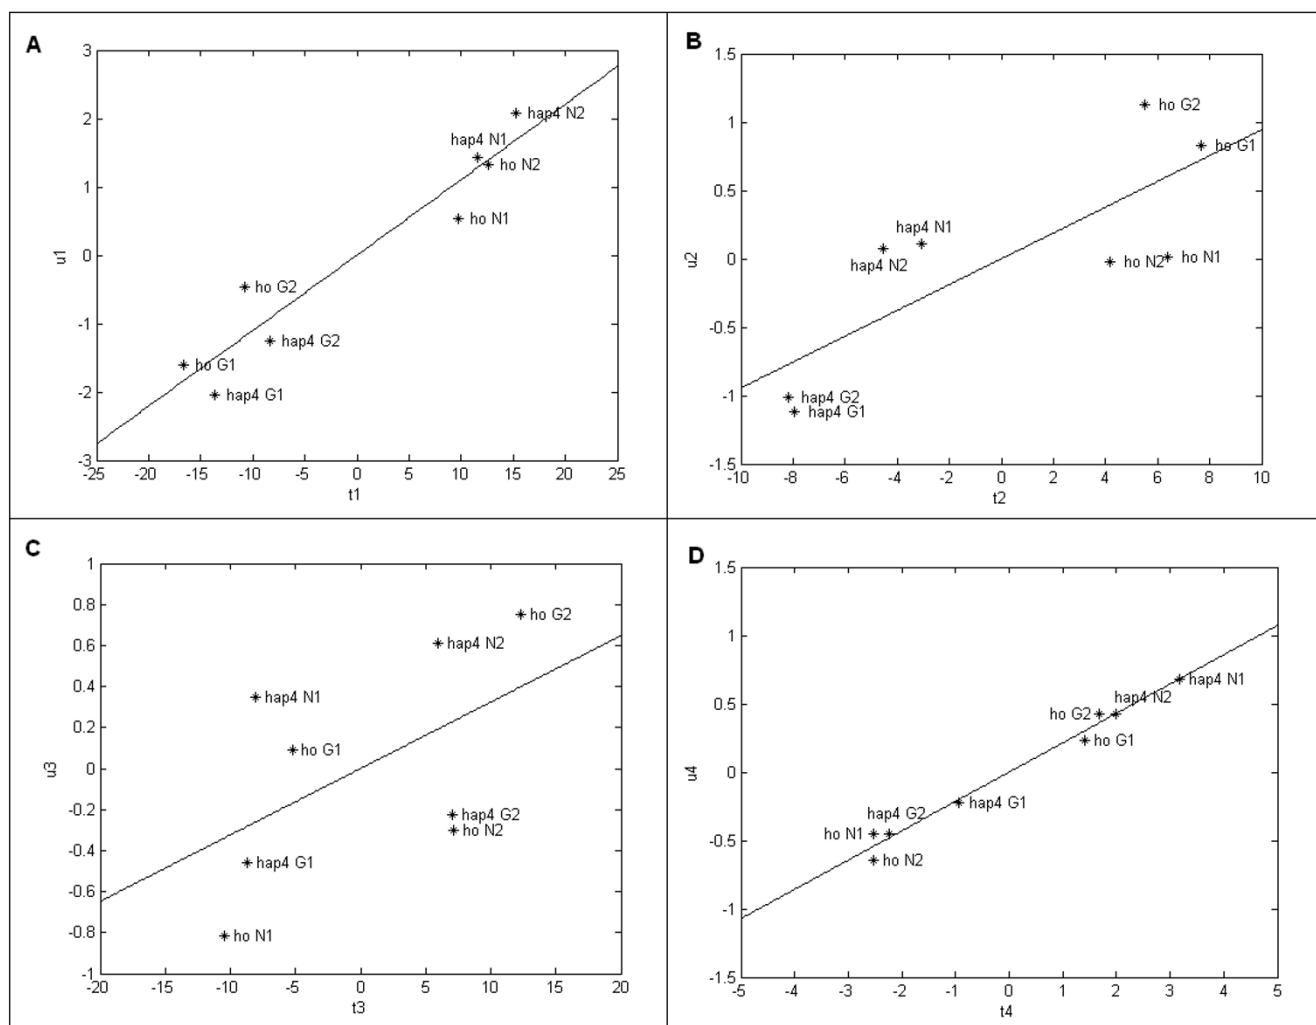 A
u1
3
2
1
0
-1
-2
-3
hap4 N2
hap4 N1
ho N2
ho N1
ho G2
hap4 G2
ho G1
hap4 G1
-25 -20 -15 -10 -5 0 5 10 15 20 25
t1
B
u2
1.5
1
0.5
0
-0.5
-1
-1.5
ho G2
ho G1
hap4 N1
hap4 N2
ho N2 ho N1
hap4 G2
hap4 G1
-10 -8 -6 -4 -2 0 2 4 6 8 10
t2
C
u3
1
0.8
0.6
0.4
0.2
0
-0.2
-0.4
-0.6
-0.8
-1
ho G2
hap4 N2
hap4 N1
ho G1
hap4 G2
ho N2
hap4 G1
ho N1
-20 -15 -10 -5 0 5 10 15 20
t3
D
u4
1.5
1
0.5
0
-0.5
-1
-1.5
hap4 N1
hap4 N2
ho G2
ho G1
hap4 G1
hap4 G2
ho N1
ho N2
-5 -4 -3 -2 -1 0 1 2 3 4 5
t4